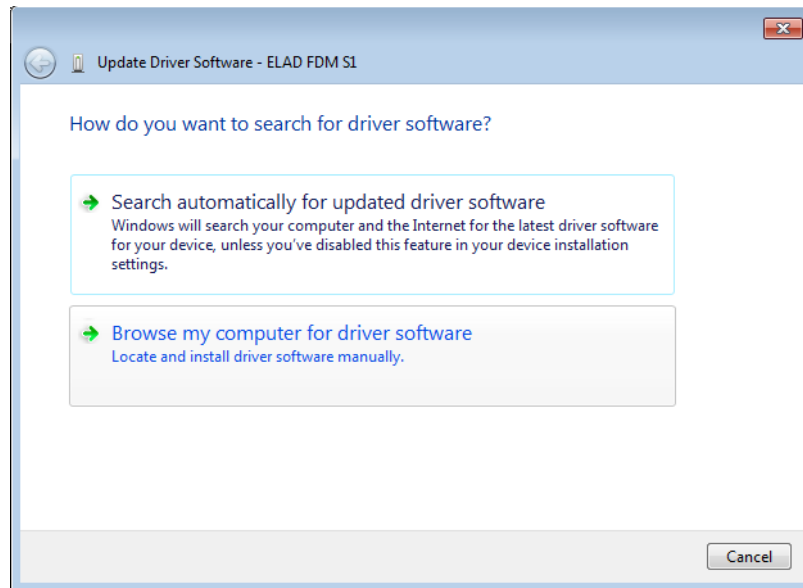 Update Driver Software - ELAD FDM S1
How do you want to search for driver software?
Search automatically for updated driver software
Windows will search your computer and the Internet for the latest driver software
for your device, unless you've disabled this feature in your device installation
settings.
Browse my computer for driver software
Locate and install driver software manually.
Cancel